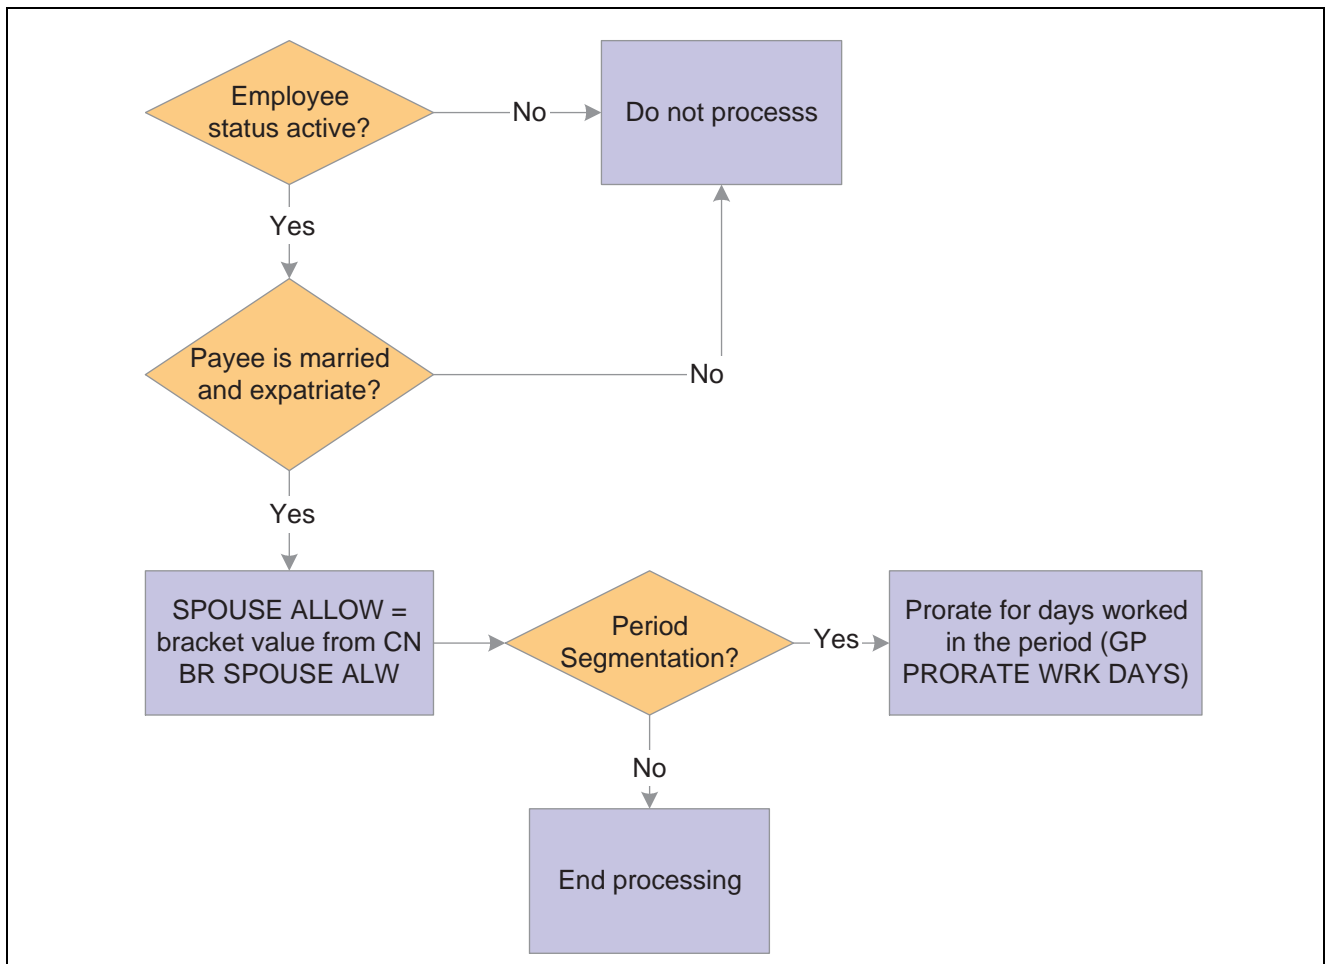 Employee
status active?
No
Do not processs
Yes
Payee is married
and expatriate?
No
Yes
SPOUSE ALLOW =
bracket value from CN
BR SPOUSE ALW
Period
Segmentation?
Yes
Prorate for days worked
in the period (GP
PRORATE WRK DAYS)
No
End processing